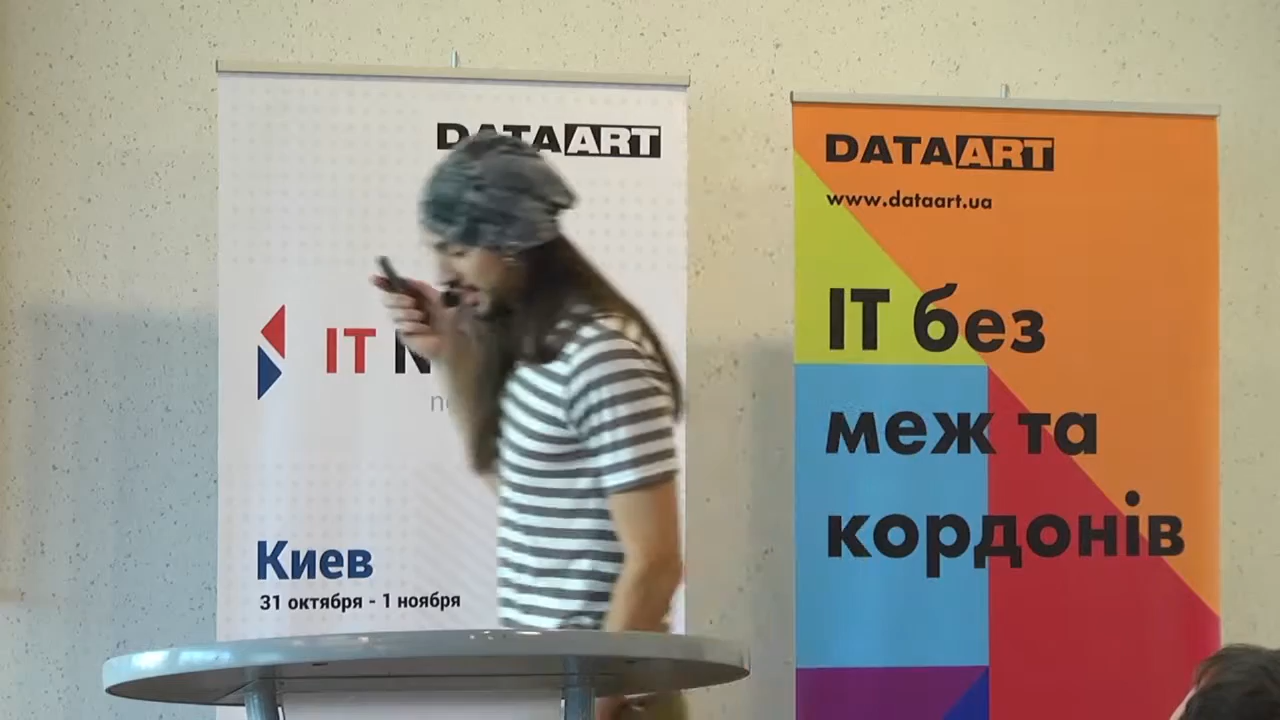 DATAART
IT
Киев
31 октября - 1 ноября
DATAART
www.dataart.ua
IT без
меж та
кордонів